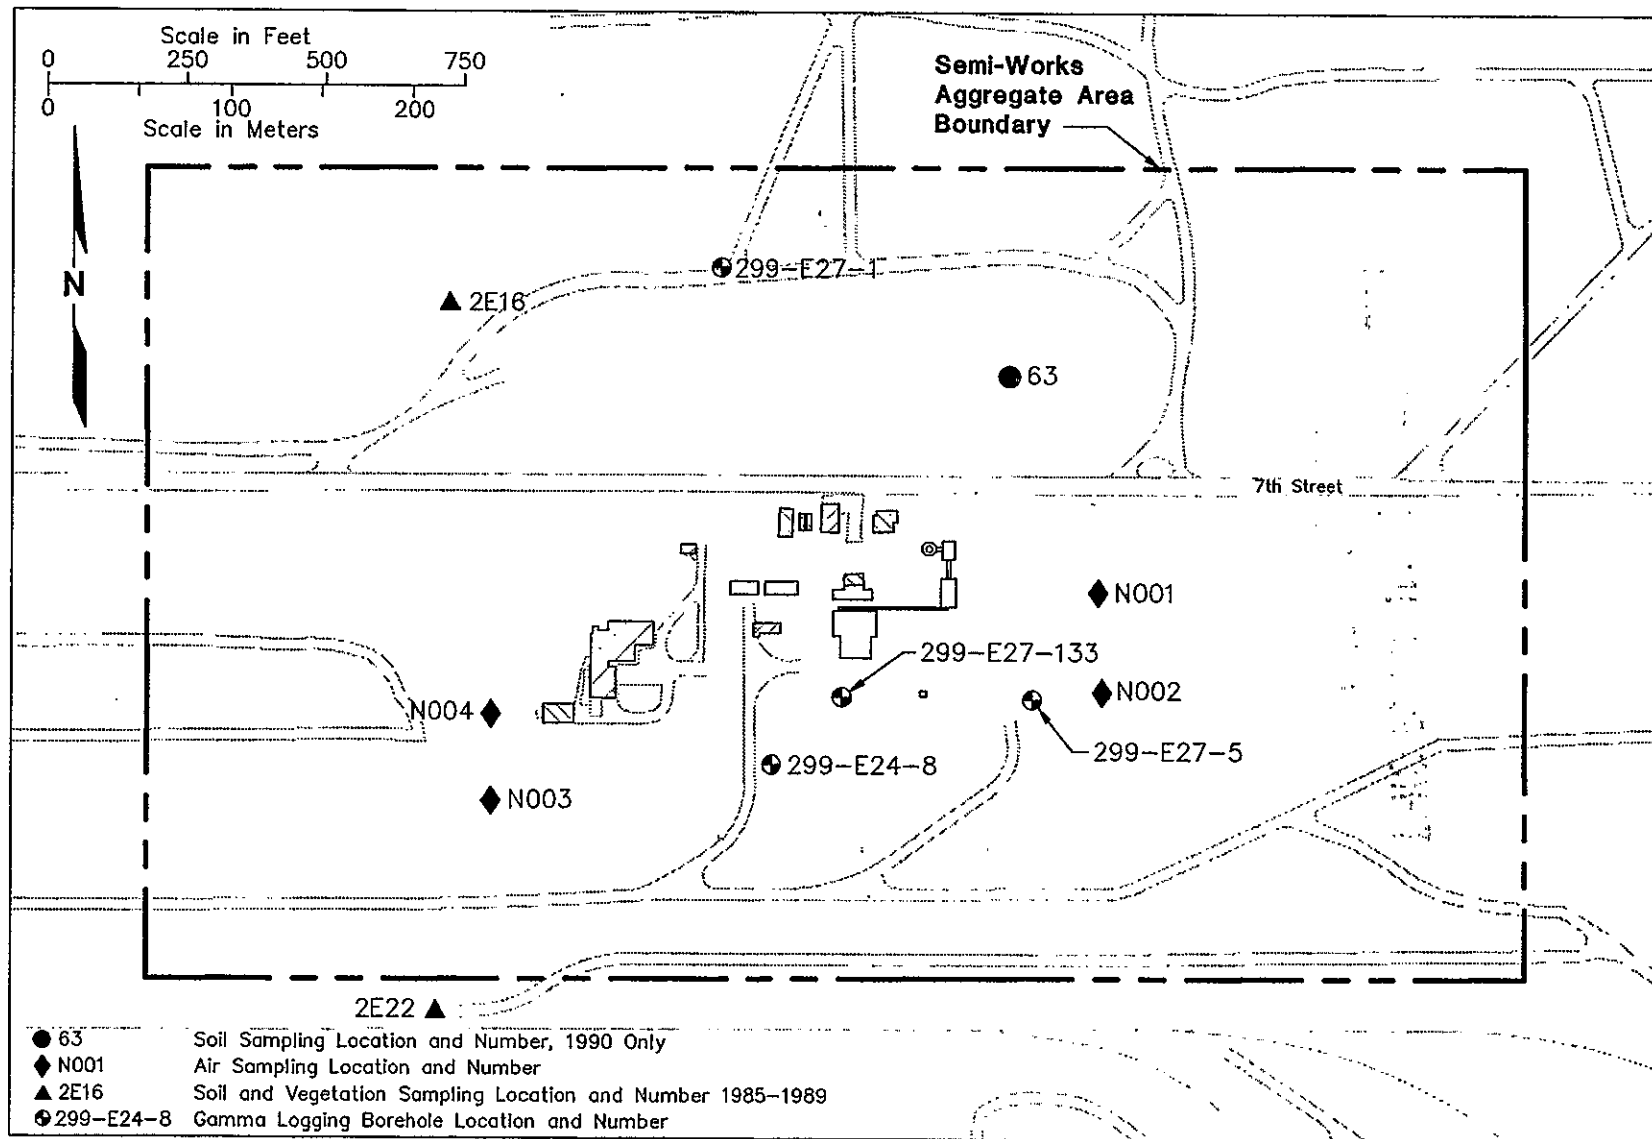 Scale in Feet
0 250 500 750
0 100 200
Scale in Meters
Semi-Works
Aggregate Area
Boundary
N
299-E27-1
2E16
63
7th Street
N001
299-E27-133
N002
N004
299-E27-5
299-E24-8
N003
2E22
63 Soil Sampling Location and Number, 1990 Only
N001 Air Sampling Location and Number
2E16 Soil and Vegetation Sampling Location and Number 1985-1989
299-E24-8 Gamma Logging Borehole Location and Number